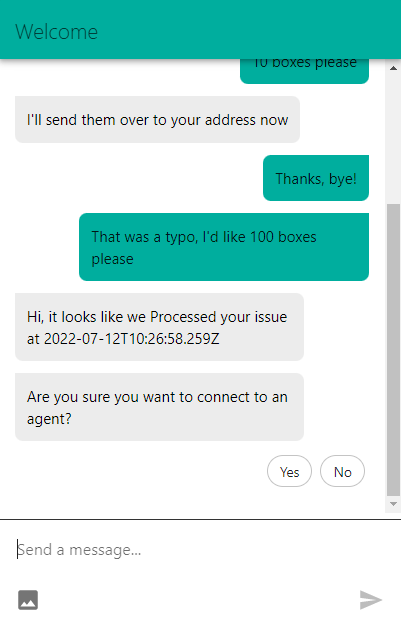 Welcome
10 boxes please
I'll send them over to your address now
Thanks, bye!
That was a typo, I'd like 100 boxes
please
Hi, it looks like we Processed your issue
at 2022-07-12T10:26:58.259Z
Are you sure you want to connect to an
agent?
Yes No
Send a message...